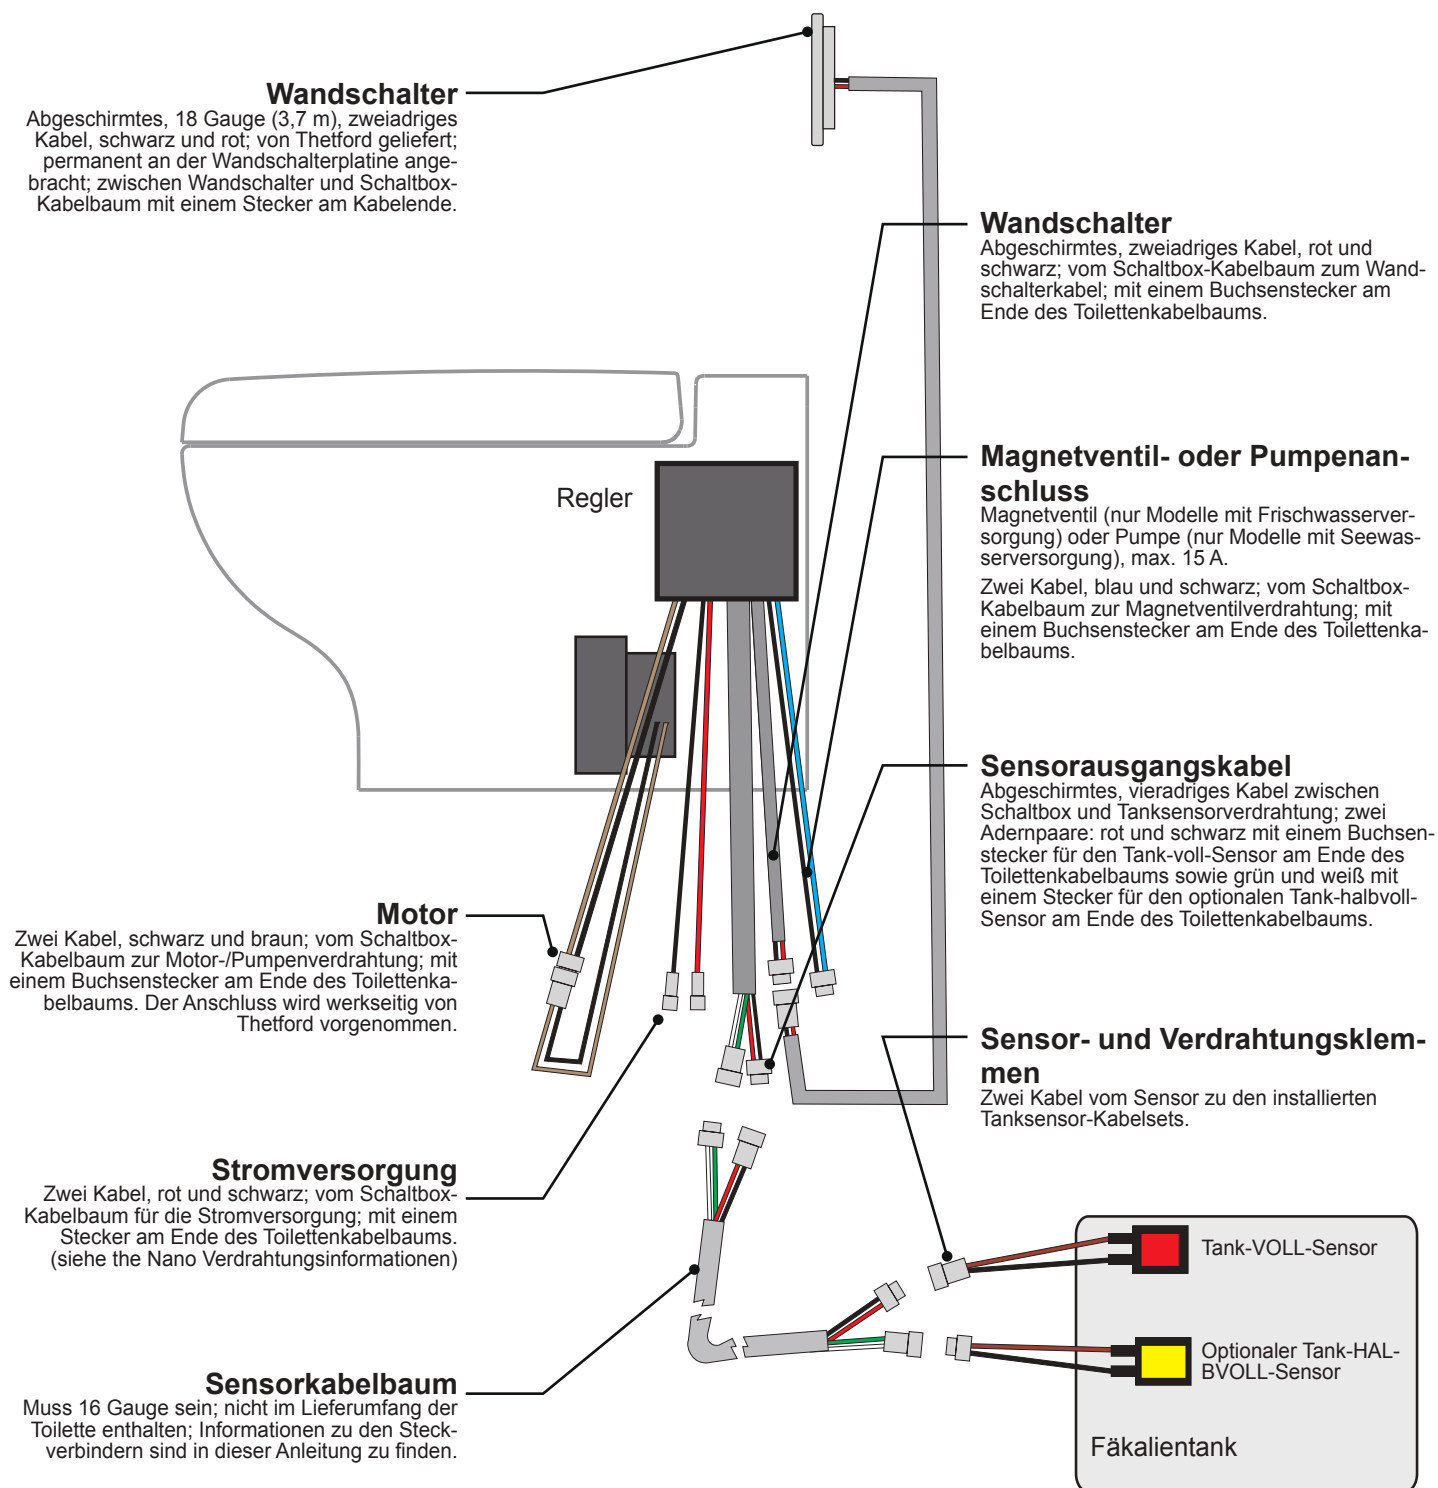 Wandschalter
Abgeschirmtes, 18 Gauge (3,7 m), zweiadriges
Kabel, schwarz und rot; von Thetford geliefert;
permanent an der Wandschalterplatine ange-
bracht; zwischen Wandschalter und Schaltbox-
Kabelbaum mit einem Stecker am Kabelende.
Wandschalter
Abgeschirmtes, zweiadriges Kabel, rot und
schwarz; vom Schaltbox-Kabelbaum zum Wand-
schalterkabel; mit einem Buchsenstecker am
Ende des Toilettenkabelbaums.
Regler
Magnetventil- oder Pumpenan-
schluss
Magnetventil (nur Modelle mit Frischwasserver-
sorgung) oder Pumpe (nur Modelle mit Seewas-
serversorgung), max. 15 A.
Zwei Kabel, blau und schwarz; vom Schaltbox-
Kabelbaum zur Magnetventilverdrahtung; mit
einem Buchsenstecker am Ende des Toilettenka-
belbaums.
Sensorausgangskabel
Abgeschirmtes, vieradriges Kabel zwischen
Schaltbox und Tanksensorverdrahtung; zwei
Adernpaare: rot und schwarz mit einem Buchsen-
stecker für den Tank-voll-Sensor am Ende des
Toilettenkabelbaums sowie grün und weiß mit
einem Stecker für den optionalen Tank-halbvoll-
Sensor am Ende des Toilettenkabelbaums.
Motor
Zwei Kabel, schwarz und braun; vom Schaltbox-
Kabelbaum zur Motor-/Pumpenverdrahtung; mit
einem Buchsenstecker am Ende des Toilettenka-
belbaums. Der Anschluss wird werkseitig von
Thetford vorgenommen.
Sensor- und Verdrahtungsklem-
men
Zwei Kabel vom Sensor zu den installierten
Tanksensor-Kabelsets.
Stromversorgung
Zwei Kabel, rot und schwarz; vom Schaltbox-
Kabelbaum für die Stromversorgung; mit einem
Stecker am Ende des Toilettenkabelbaums.
(siehe the Nano Verdrahtungsinformationen)
Tank-VOLL-Sensor
Optionaler Tank-HAL-
BVOLL-Sensor
Fäkalientank
Sensorkabelbaum
Muss 16 Gauge sein; nicht im Lieferumfang der
Toilette enthalten; Informationen zu den Steck-
verbindern sind in dieser Anleitung zu finden.